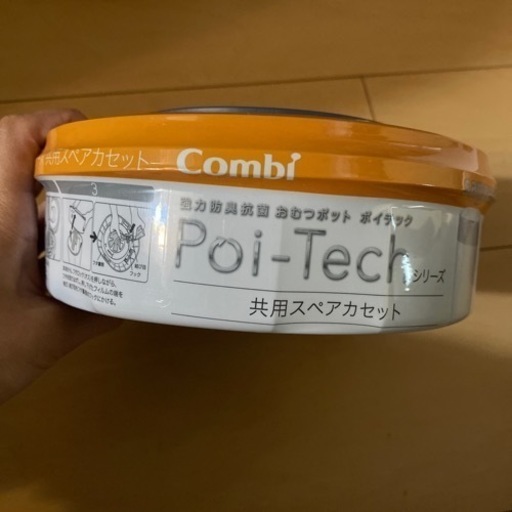 共用スペアカセット
Combi
強力防臭抗菌 おむつポット ポイテック
Poi-Tech シリーズ
共用スペアカセット
3